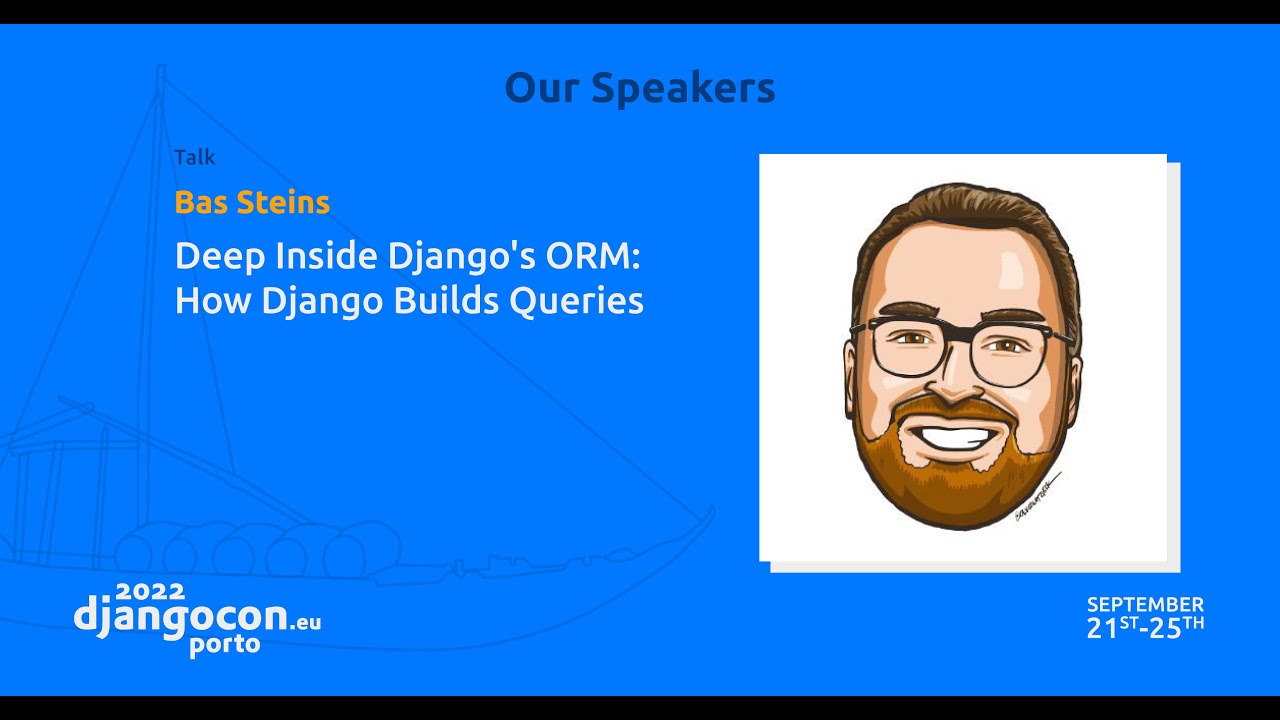 Our Speakers
Talk
Bas Steins
Deep Inside Django's ORM:
How Django Builds Queries
2022
djangocon.eu
porto
SEPTEMBER
21ST-25TH